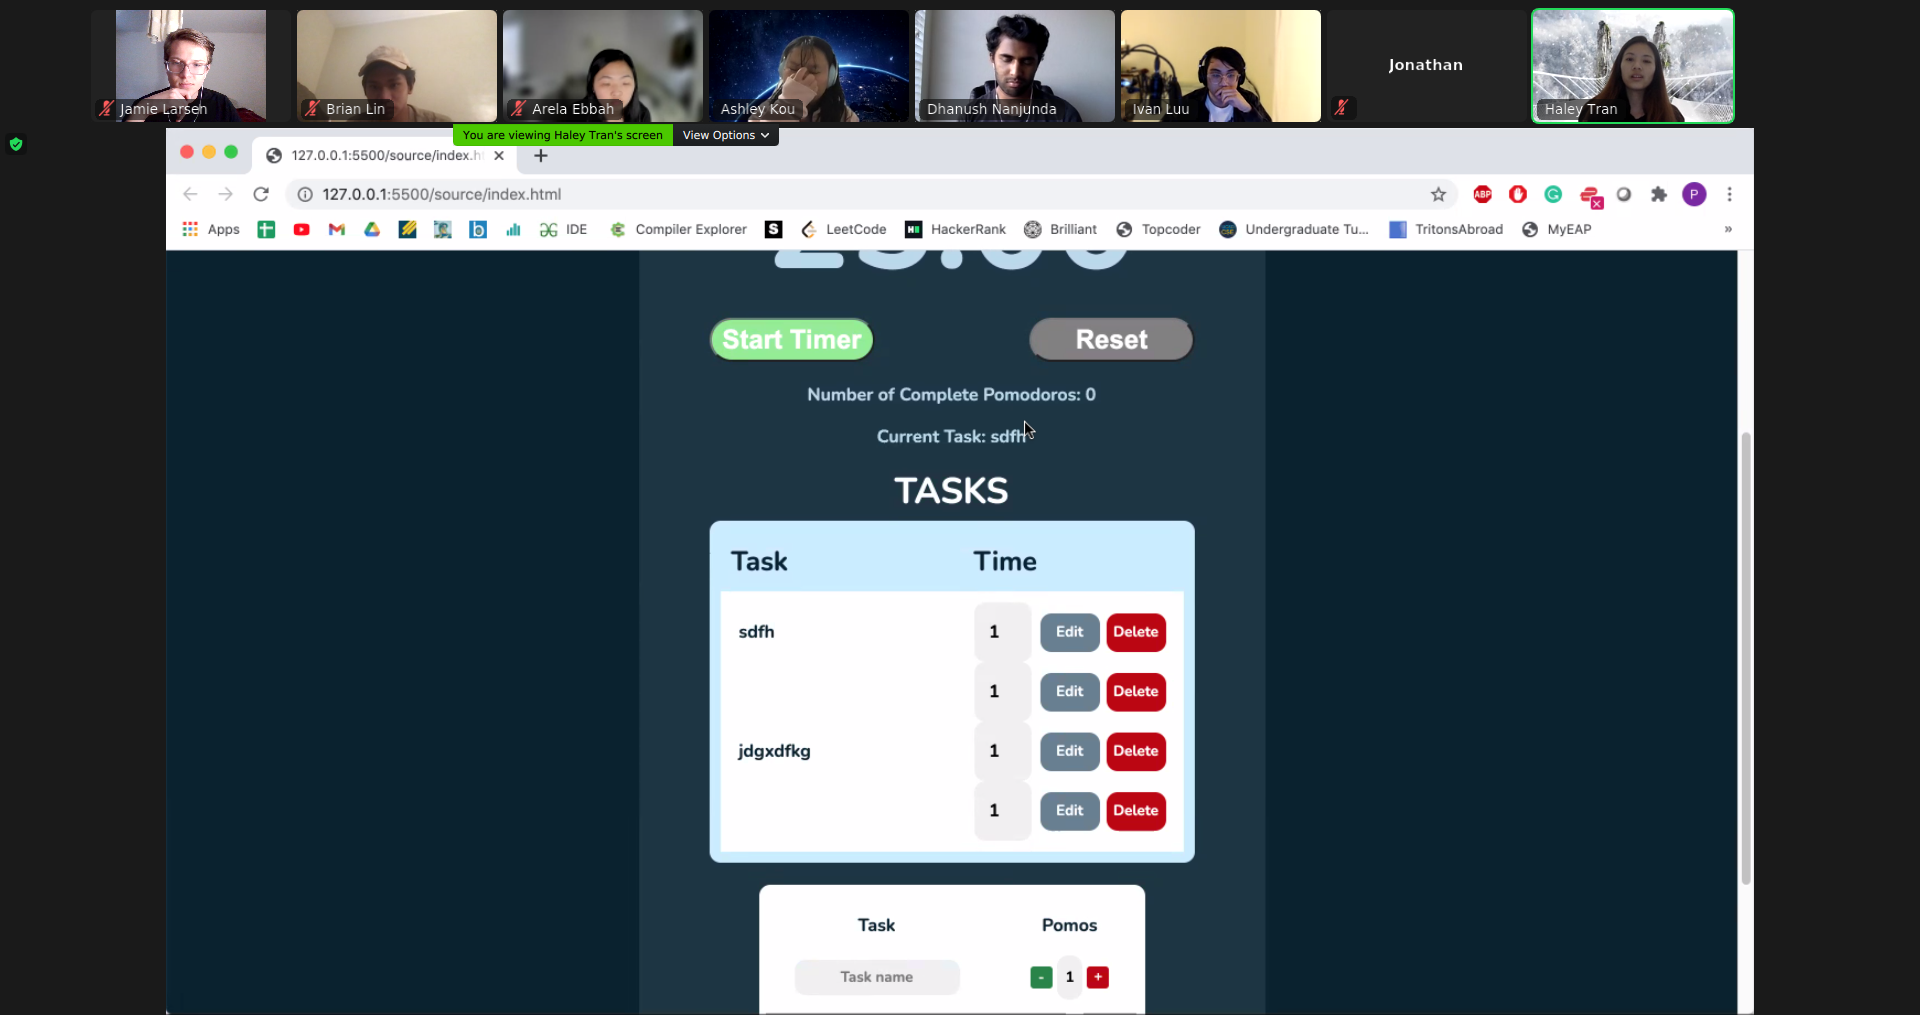 Jamie Larsen
Brian Lin
Arela Ebbah
Ashley Kou
Dhanush Nanjunda
Ivan Luu
Jonathan
Haley Tran
You are viewing Haley Tran's screen
View Options
127.0.0.1:5500/source/index.h
127.0.0.1:5500/source/index.html
ABP
P
Apps
IDE
Compiler Explorer
S
LeetCode
HackerRank
Brilliant
Topcoder
Undergraduate Tu...
TritonsAbroad
MyEAP
»
Start Timer
Reset
Number of Complete Pomodoros: 0
Current Task: sdfh
TASKS
Task Time
sdfh 1 Edit Delete
1 Edit Delete
jdgxdfkg 1 Edit Delete
1 Edit Delete
Task Pomos
Task name - 1 +